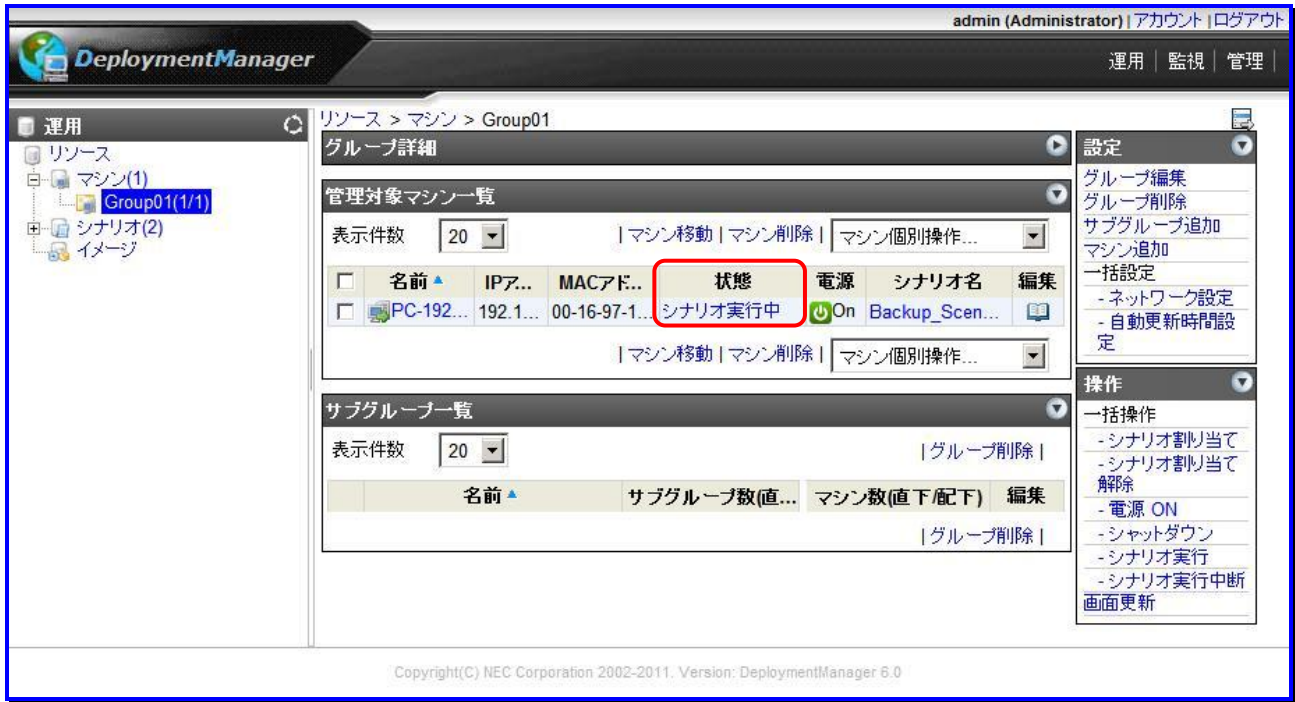 admin (Administrator) | アカウント | ログアウト
DeploymentManager
運用 | 監視 | 管理 |
運用
リソース
マシン(1)
Group01(1/1)
シナリオ(2)
イメージ
リソース > マシン > Group01
グループ詳細
管理対象マシン一覧
表示件数 20 | マシン移動 | マシン削除 | マシン個別操作...
名前 IPア... MACアド... 状態 電源 シナリオ名 編集
PC-192... 192.1... 00-16-97-1... シナリオ実行中 On Backup_Scen...
| マシン移動 | マシン削除 | マシン個別操作...
サブグループ一覧
表示件数 20 | グループ削除 |
名前 サブグループ数(直... マシン数(直下/配下) 編集
| グループ削除 |
設定
グループ編集
グループ削除
サブグループ追加
マシン追加
一括設定
- ネットワーク設定
- 自動更新時間設
定
操作
一括操作
- シナリオ割り当て
- シナリオ割り当て
解除
- 電源 ON
- シャットダウン
- シナリオ実行
- シナリオ実行中断
画面更新
Copyright(C) NEC Corporation 2002-2011. Version: DeploymentManager 6.0